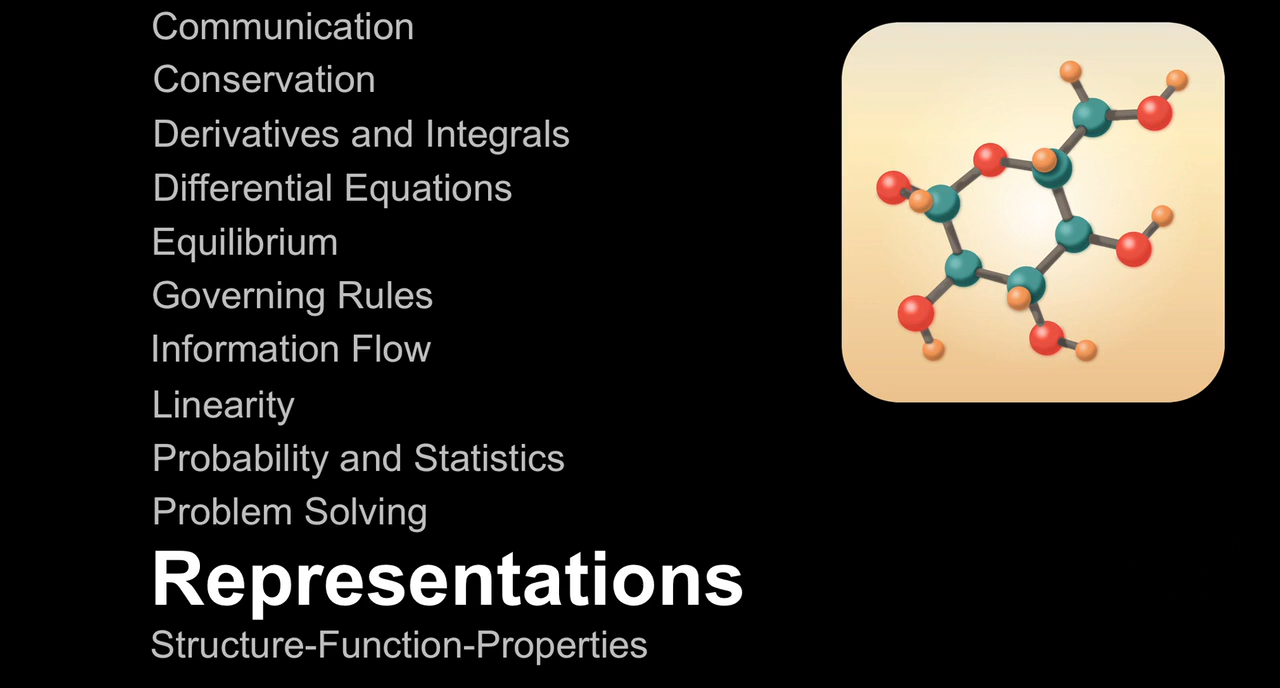 Communication
Conservation
Derivatives and Integrals
Differential Equations
Equilibrium
Governing Rules
Information Flow
Linearity
Probability and Statistics
Problem Solving
Representations
Structure-Function-Properties